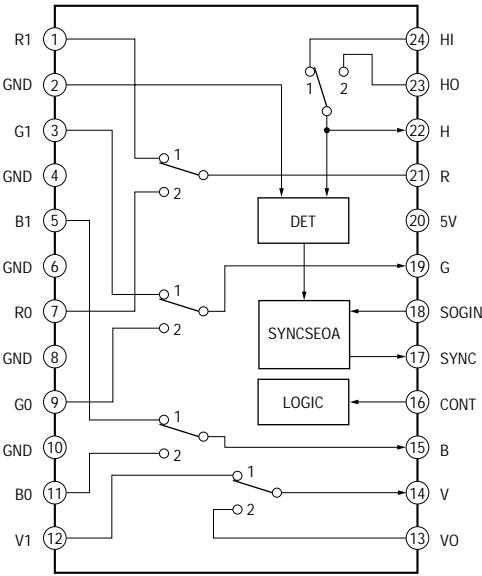 R1 1 24 HI
1 2
GND 2 23 HO
G1 3 22 H
1
GND 4 21 R
2
B1 5 DET 20 5V
GND 6 19 G
1
R0 7 18 SOGIN
2 SYNCSEOA
GND 8 17 SYNC
G0 9 LOGIC 16 CONT
1
GND 10 15 B
2
1
B0 11 14 V
2
V1 12 13 VO